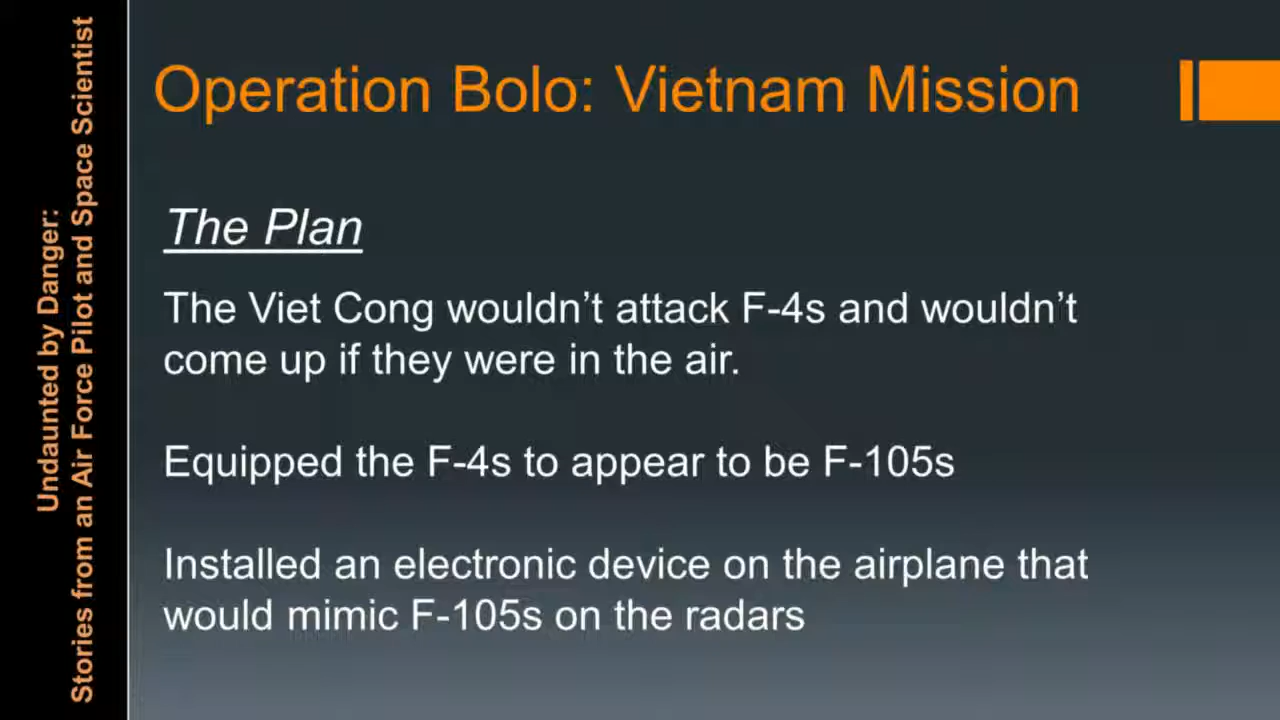 Undaunted by Danger:
Stories from an Air Force Pilot and Space Scientist
Operation Bolo: Vietnam Mission
The Plan
The Viet Cong wouldn’t attack F-4s and wouldn’t
come up if they were in the air.
Equipped the F-4s to appear to be F-105s
Installed an electronic device on the airplane that
would mimic F-105s on the radars